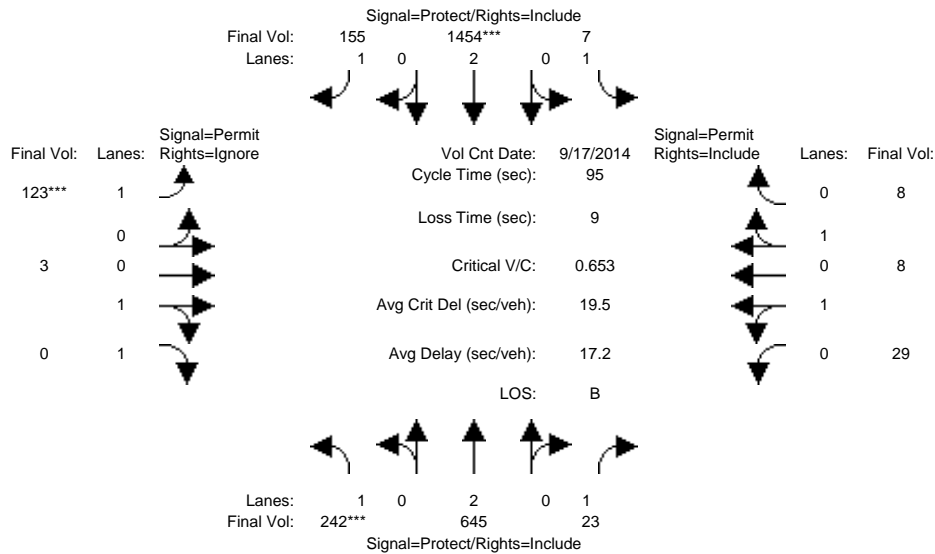 Signal=Protect/Rights=Include
Final Vol: 155 1454*** 7
Lanes: 1 0 2 0 1
Signal=Permit Signal=Permit
Final Vol: Lanes: Rights=Ignore Vol Cnt Date: 9/17/2014 Rights=Include Lanes: Final Vol:
123*** 1 Cycle Time (sec): 95 0 8
0 Loss Time (sec): 9 1
3 0 Critical V/C: 0.653 0 8
1 Avg Crit Del (sec/veh): 19.5 1
0 1 Avg Delay (sec/veh): 17.2 0 29
LOS: B
Lanes: 1 0 2 0 1
Final Vol: 242*** 645 23
Signal=Protect/Rights=Include